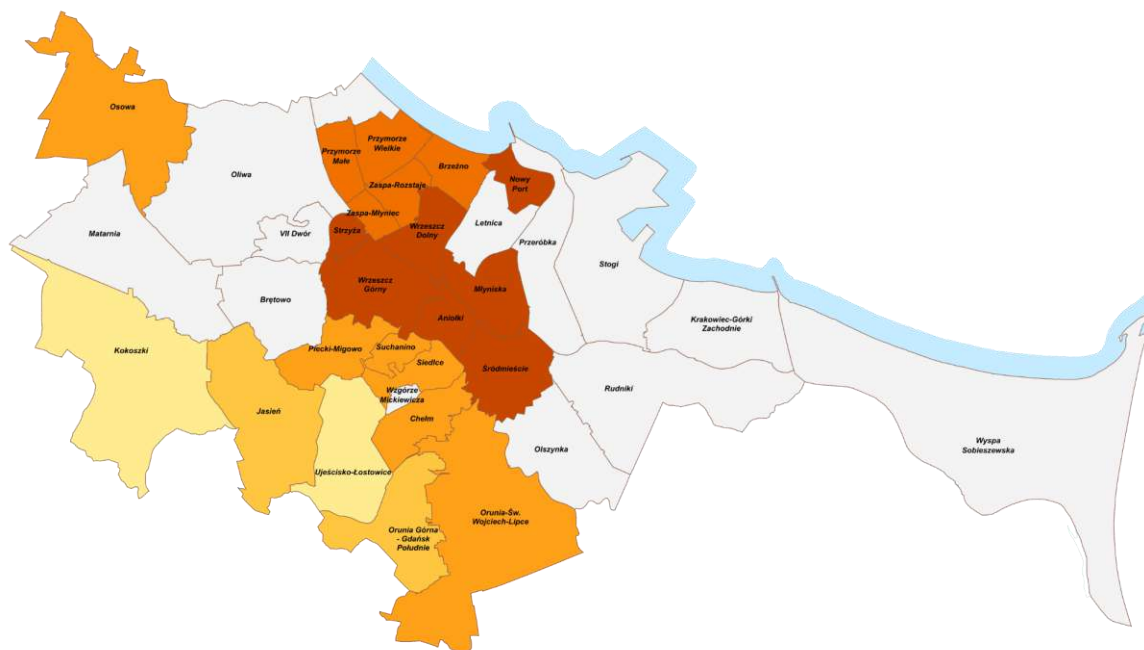 Osowa
Przymorze
Wielkie
Przymorze
Małe
Brzeźno
Oliwa
Nowy
Port
Zaspa-Rozstaje
Zaspa-Młyniec
Letnica
Wrzeszcz
Dolny
Strzyża
Matarnia
VII Dwór
Przeróbka
Stogi
Wrzeszcz
Górny
Młyniska
Brętowo
Aniołki
Krakowiec-Górki
Zachodnie
Kokoszki
Piecki-Migowo
Suchanino
Siedlce
Śródmieście
Wzgórze
Mickiewicza
Rudniki
Jasień
Chełm
Wyspa
Sobieszewska
Olszynka
Ujeścisko-Łostowice
Orunia-Św.
Wojciech-Lipce
Orunia Górna
- Gdańsk
Południe